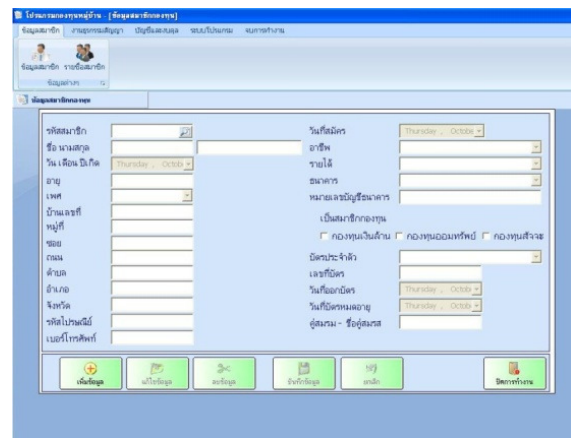 โปรแกรมกองทุนหมู่บ้าน - [ข้อมูลสมาชิกกองทุน]
ข้อมูลสมาชิก งานธุรกรรมสัญญา บัญชีและงบดุล ระบบโปรแกรม จบการทำงาน
ข้อมูลสมาชิก รายชื่อสมาชิก
ข้อมูลต่างๆ
ข้อมูลสมาชิกกองทุน
รหัสสมาชิก วันที่สมัคร Thursday , Octobe
ชื่อ นามสกุล อาชีพ
วัน เดือน ปีเกิด Thursday , Octob รายได้
อายุ ธนาคาร
เพศ หมายเลขบัญชีธนาคาร
บ้านเลขที่ เป็นสมาชิกกองทุน
หมู่ที่ กองทุนเงินล้าน กองทุนออมทรัพย์ กองทุนสัจจะ
ซอย
ถนน บัตรประจำตัว
ตำบล เลขที่บัตร
อำเภอ วันที่ออกบัตร Thursday , Octob
จังหวัด วันที่บัตรหมดอายุ Thursday , Octob
รหัสไปรษณีย์ คู่สมรม - ชื่อคู่สมรส
เบอร์โทรศัพท์
เพิ่มข้อมูล แก้ไขข้อมูล ลบข้อมูล บันทึกข้อมูล ยกเลิก ปิดการทำงาน